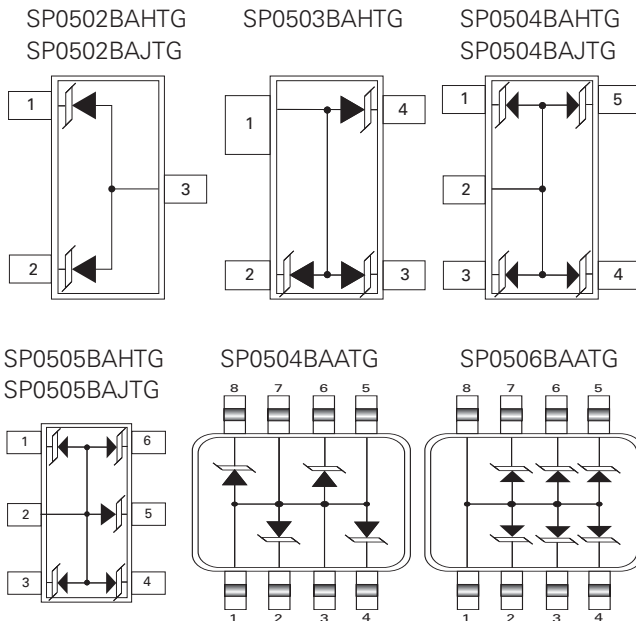 SP0502BAHTG
SP0502BAJTG
SP0503BAHTG
SP0504BAHTG
SP0504BAJTG
1
2
3
1
4
2
3
1
5
2
3
4
SP0505BAHTG
SP0505BAJTG
SP0504BAATG
SP0506BAATG
1
6
2
5
3
4
8 7 6 5
1 2 3 4
8 7 6 5
1 2 3 4